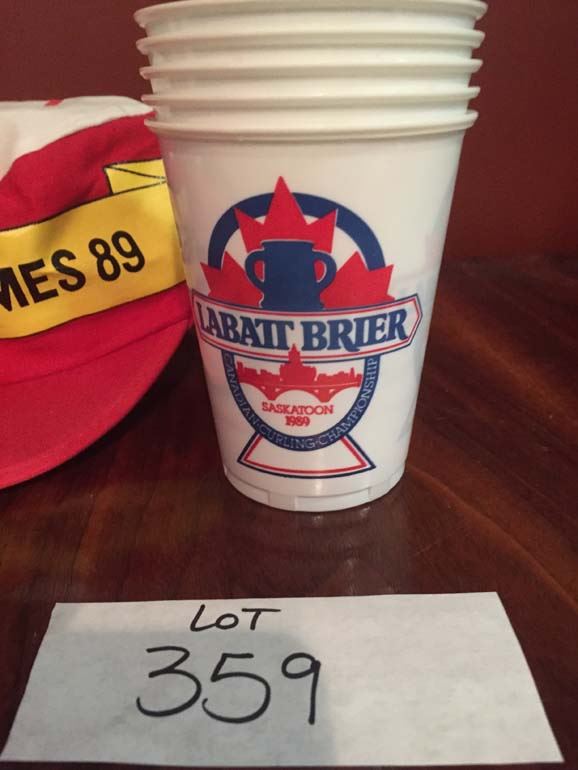 MES 89
LABATT BRIER
SASKATOON
1989
CANADIAN·CURLING·CHAMPIONSHIP
LOT
359